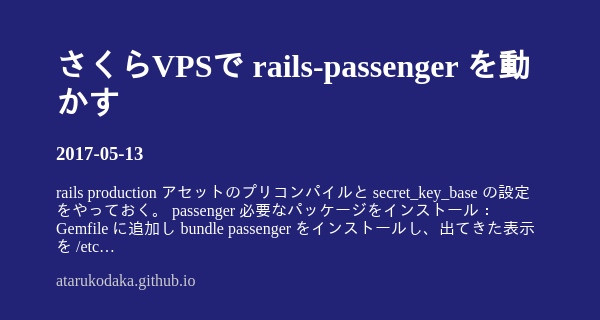 さくらVPSで rails-passenger を動
かす
2017-05-13
rails production アセットのプリコンパイルと secret_key_base の設定
をやっておく。 passenger 必要なパッケージをインストール：
Gemfile に追加し bundle passenger をインストールし、出てきた表示
を /etc…
atarukodaka.github.io